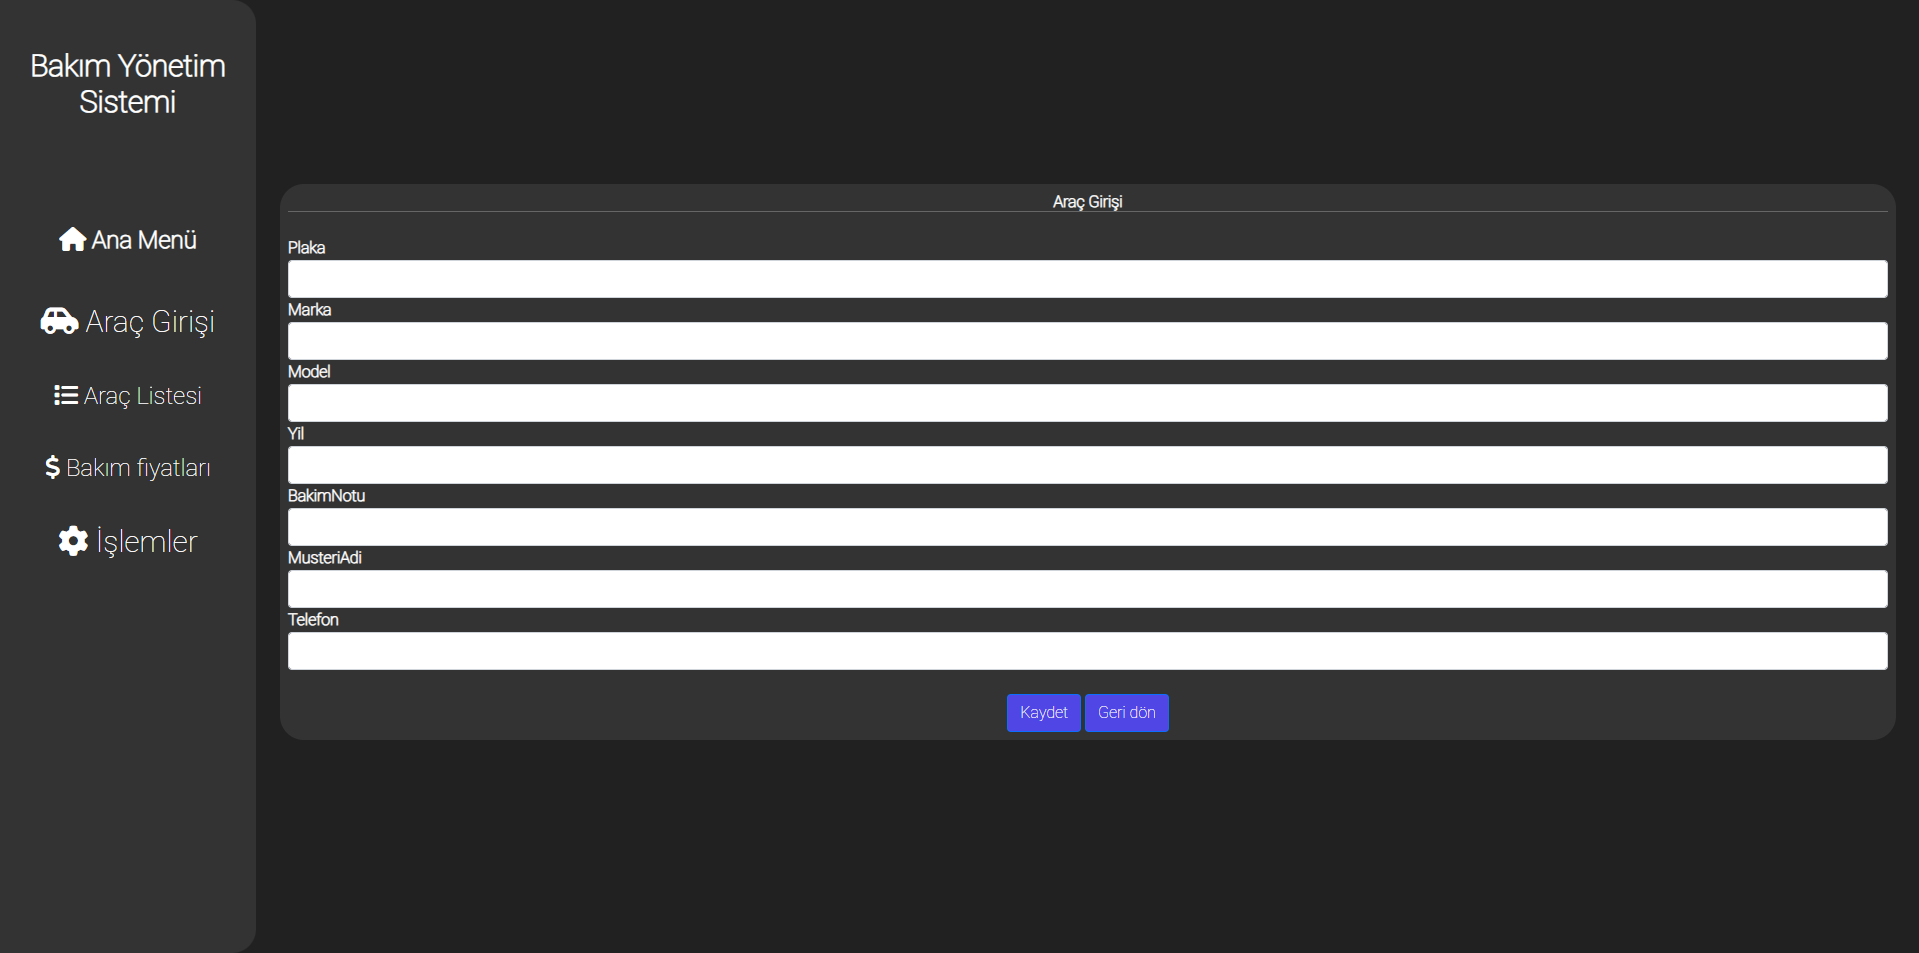 Bakım Yönetim
Sistemi
Ana Menü
Araç Girişi
Araç Listesi
Bakım fiyatları
İşlemler
Araç Girişi
Plaka
Marka
Model
Yil
BakimNotu
MusteriAdi
Telefon
Kaydet
Geri dön